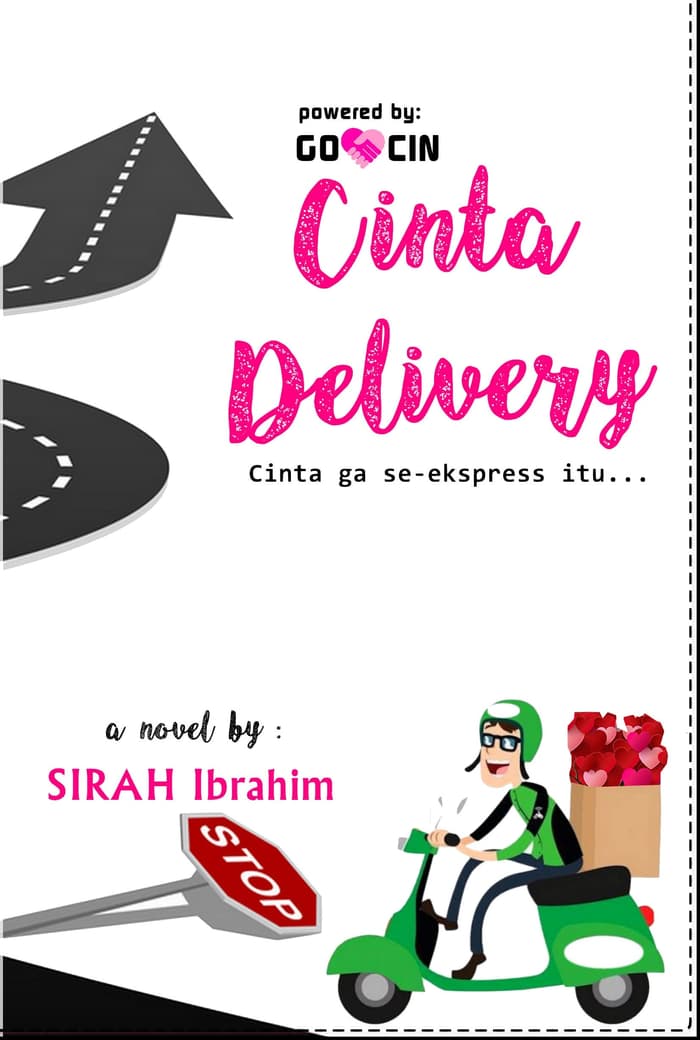 powered by:
GO CIN
Cinta
Delivery
Cinta ga se-ekspress itu...
a novel by :
SIRAH Ibrahim
STOP